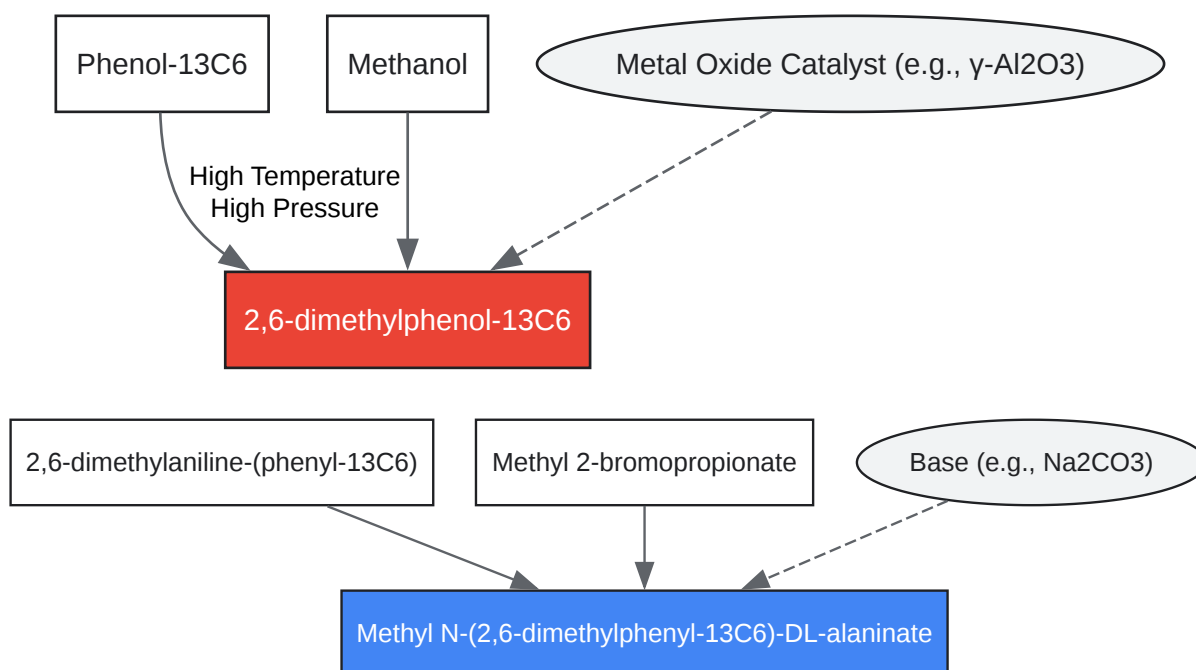 Phenol-13C6
Methanol
Metal Oxide Catalyst (e.g., γ-Al2O3)
High Temperature
High Pressure
2,6-dimethylphenol-13C6
2,6-dimethylaniline-(phenyl-13C6)
Methyl 2-bromopropionate
Base (e.g., Na2CO3)
Methyl N-(2,6-dimethylphenyl-13C6)-DL-alaninate